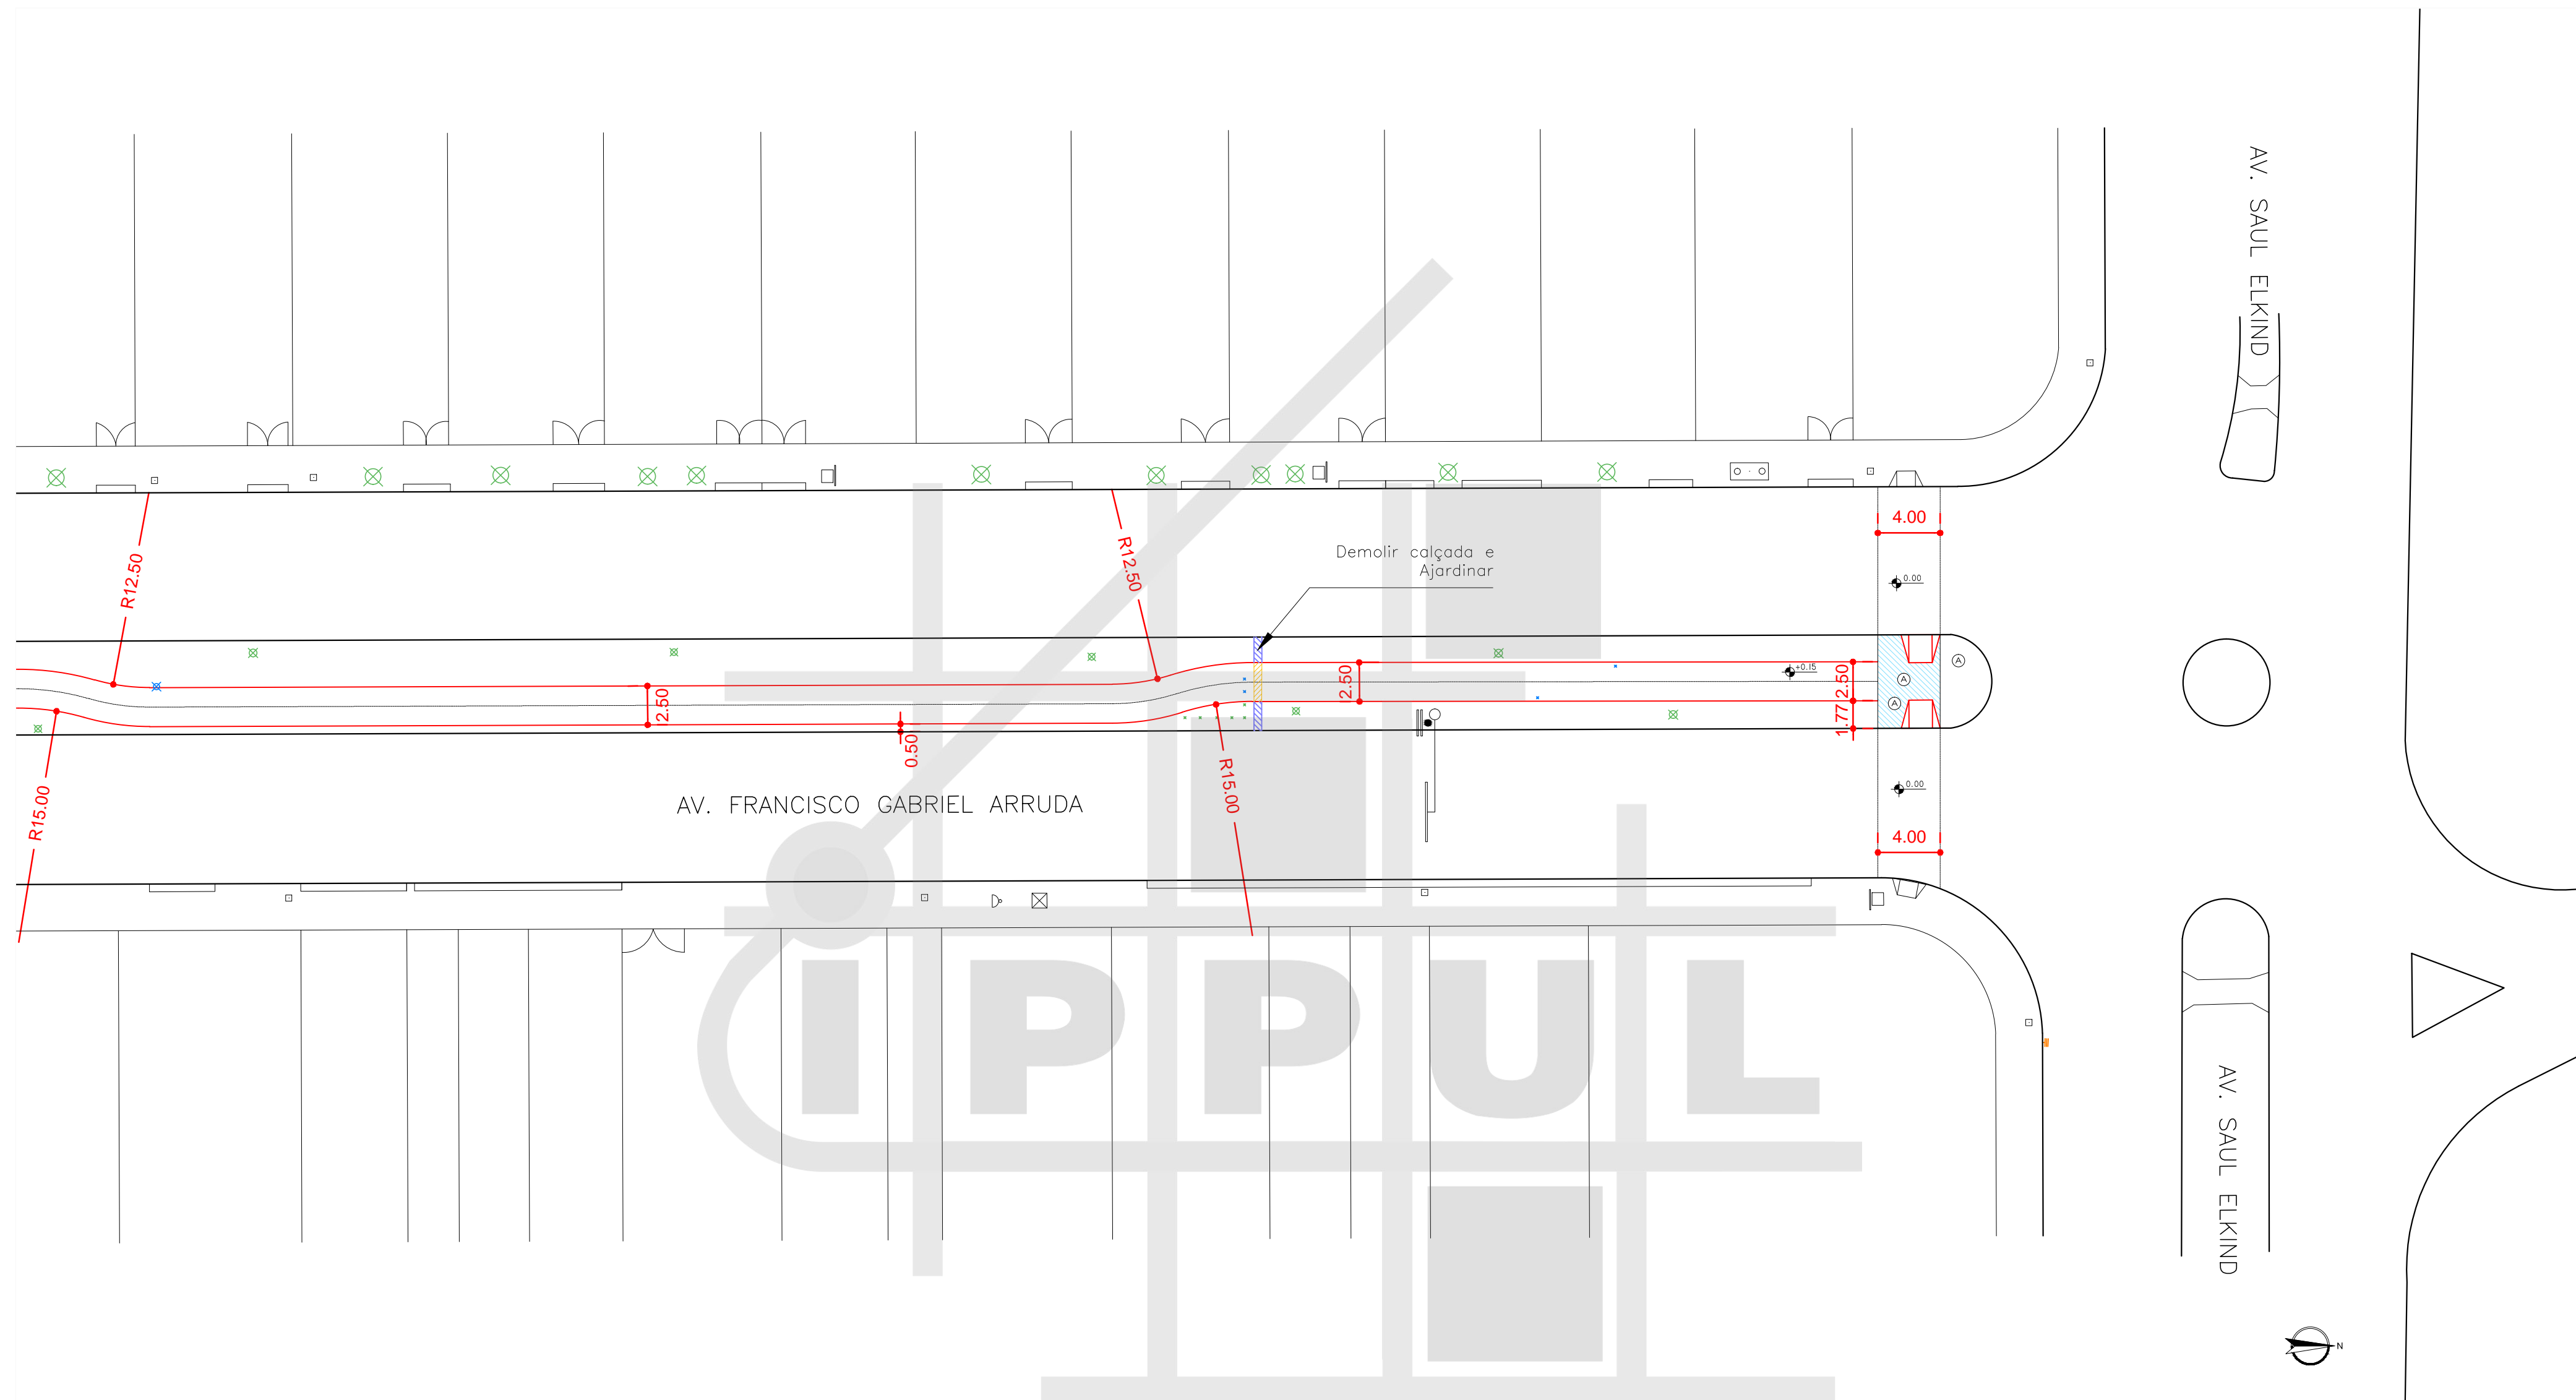 AV. SAUL ELKIND
4.00
R12.50
R12.50
Demolir calçada e
Ajardinar
0.00
2.50
0.50
2.50
+0.15
2.50
1.77
A
A
A
R15.00
R15.00
AV. FRANCISCO GABRIEL ARRUDA
0.00
4.00
IPPUL
AV. SAUL ELKIND
N